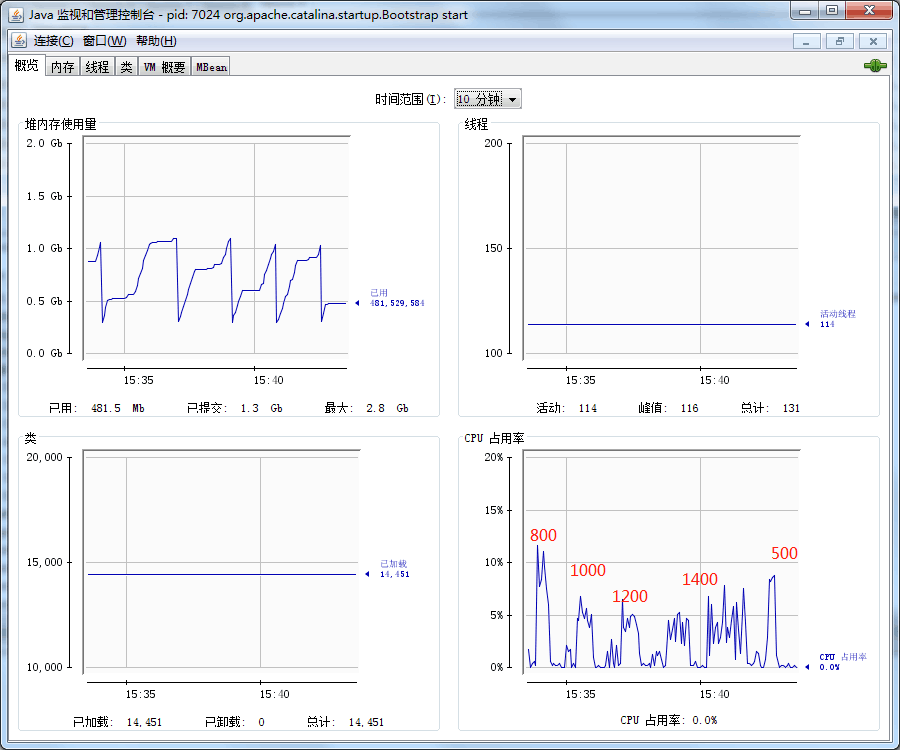 Java 监视和管理控制台 - pid: 7024 org.apache.catalina.startup.Bootstrap start
连接(C) 窗口(W) 帮助(H)
概览 内存 线程 类 VM 概要 MBean
时间范围(I): 10 分钟
堆内存使用量
2.0 Gb
1.5 Gb
1.0 Gb
0.5 Gb
0.0 Gb
已用
481,529,584
15:35 15:40
已用: 481.5 Mb 已提交: 1.3 Gb 最大: 2.8 Gb
线程
200
150
100
活动线程
114
15:35 15:40
活动: 114 峰值: 116 总计: 131
类
20,000
15,000
10,000
已加载
14,451
15:35 15:40
已加载: 14,451 已卸载: 0 总计: 14,451
CPU 占用率
20%
15%
10%
5%
0%
800
1000
1200
1400
500
CPU 占用率
0.0%
15:35 15:40
CPU 占用率: 0.0%